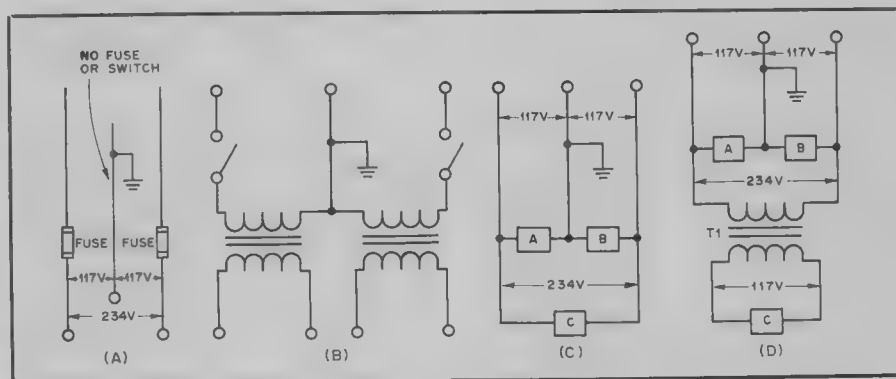 NO FUSE
OR SWITCH
FUSE
FUSE
117V
117V
234V
(A)
(B)
117V
117V
A
B
234V
C
(C)
117V
117V
A
B
234V
T1
117V
C
(D)